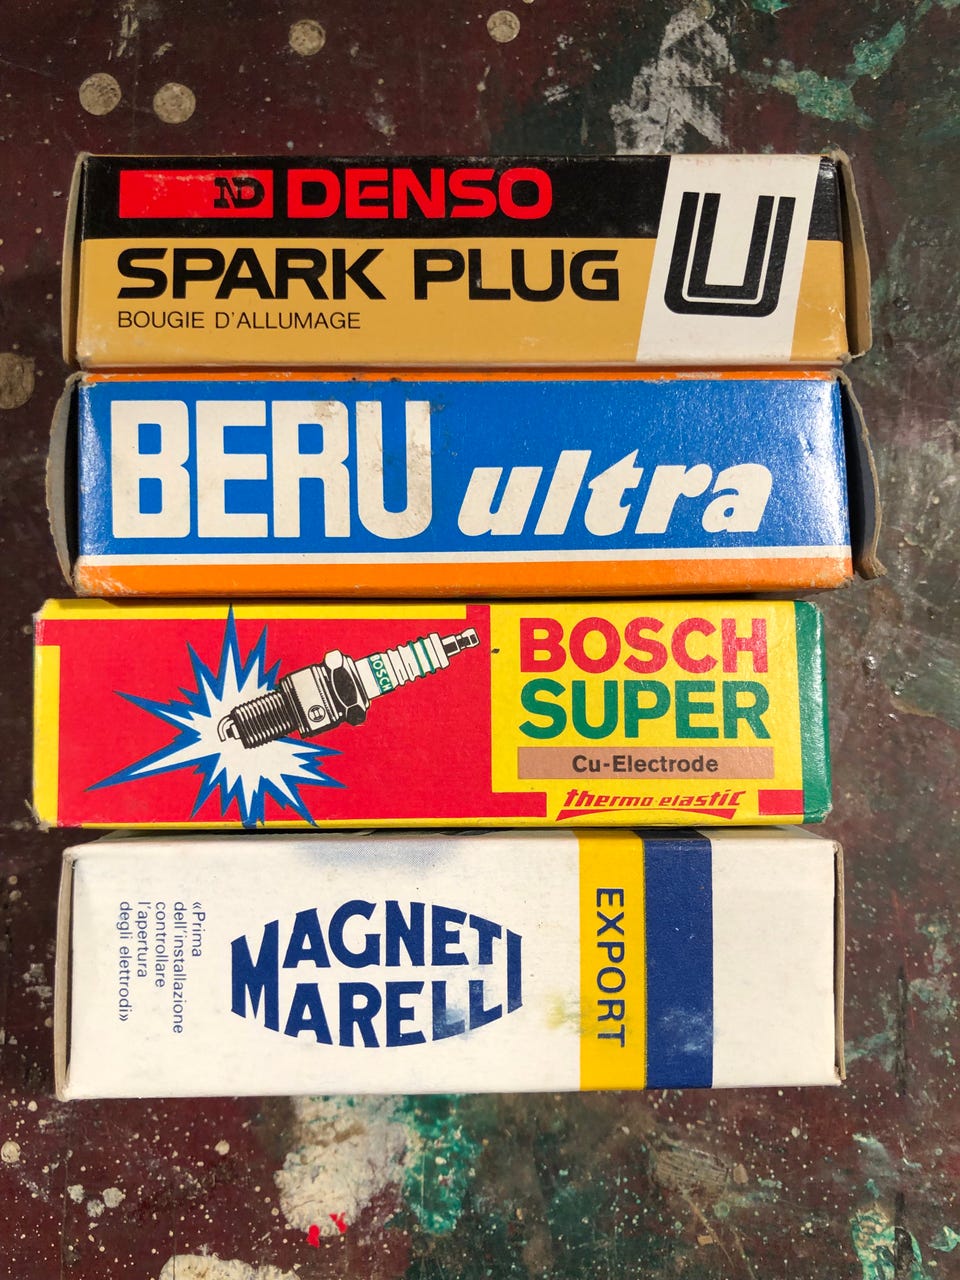 ND DENSO
SPARK PLUG
BOUGIE D'ALLUMAGE
U
BERU ultra
BOSCH
BOSCH
SUPER
Cu-Electrode
thermo elastic
«Prima
dell'installazione
controllare
l'apertura
degli elettrodi»
MAGNETI
MARELLI
EXPORT